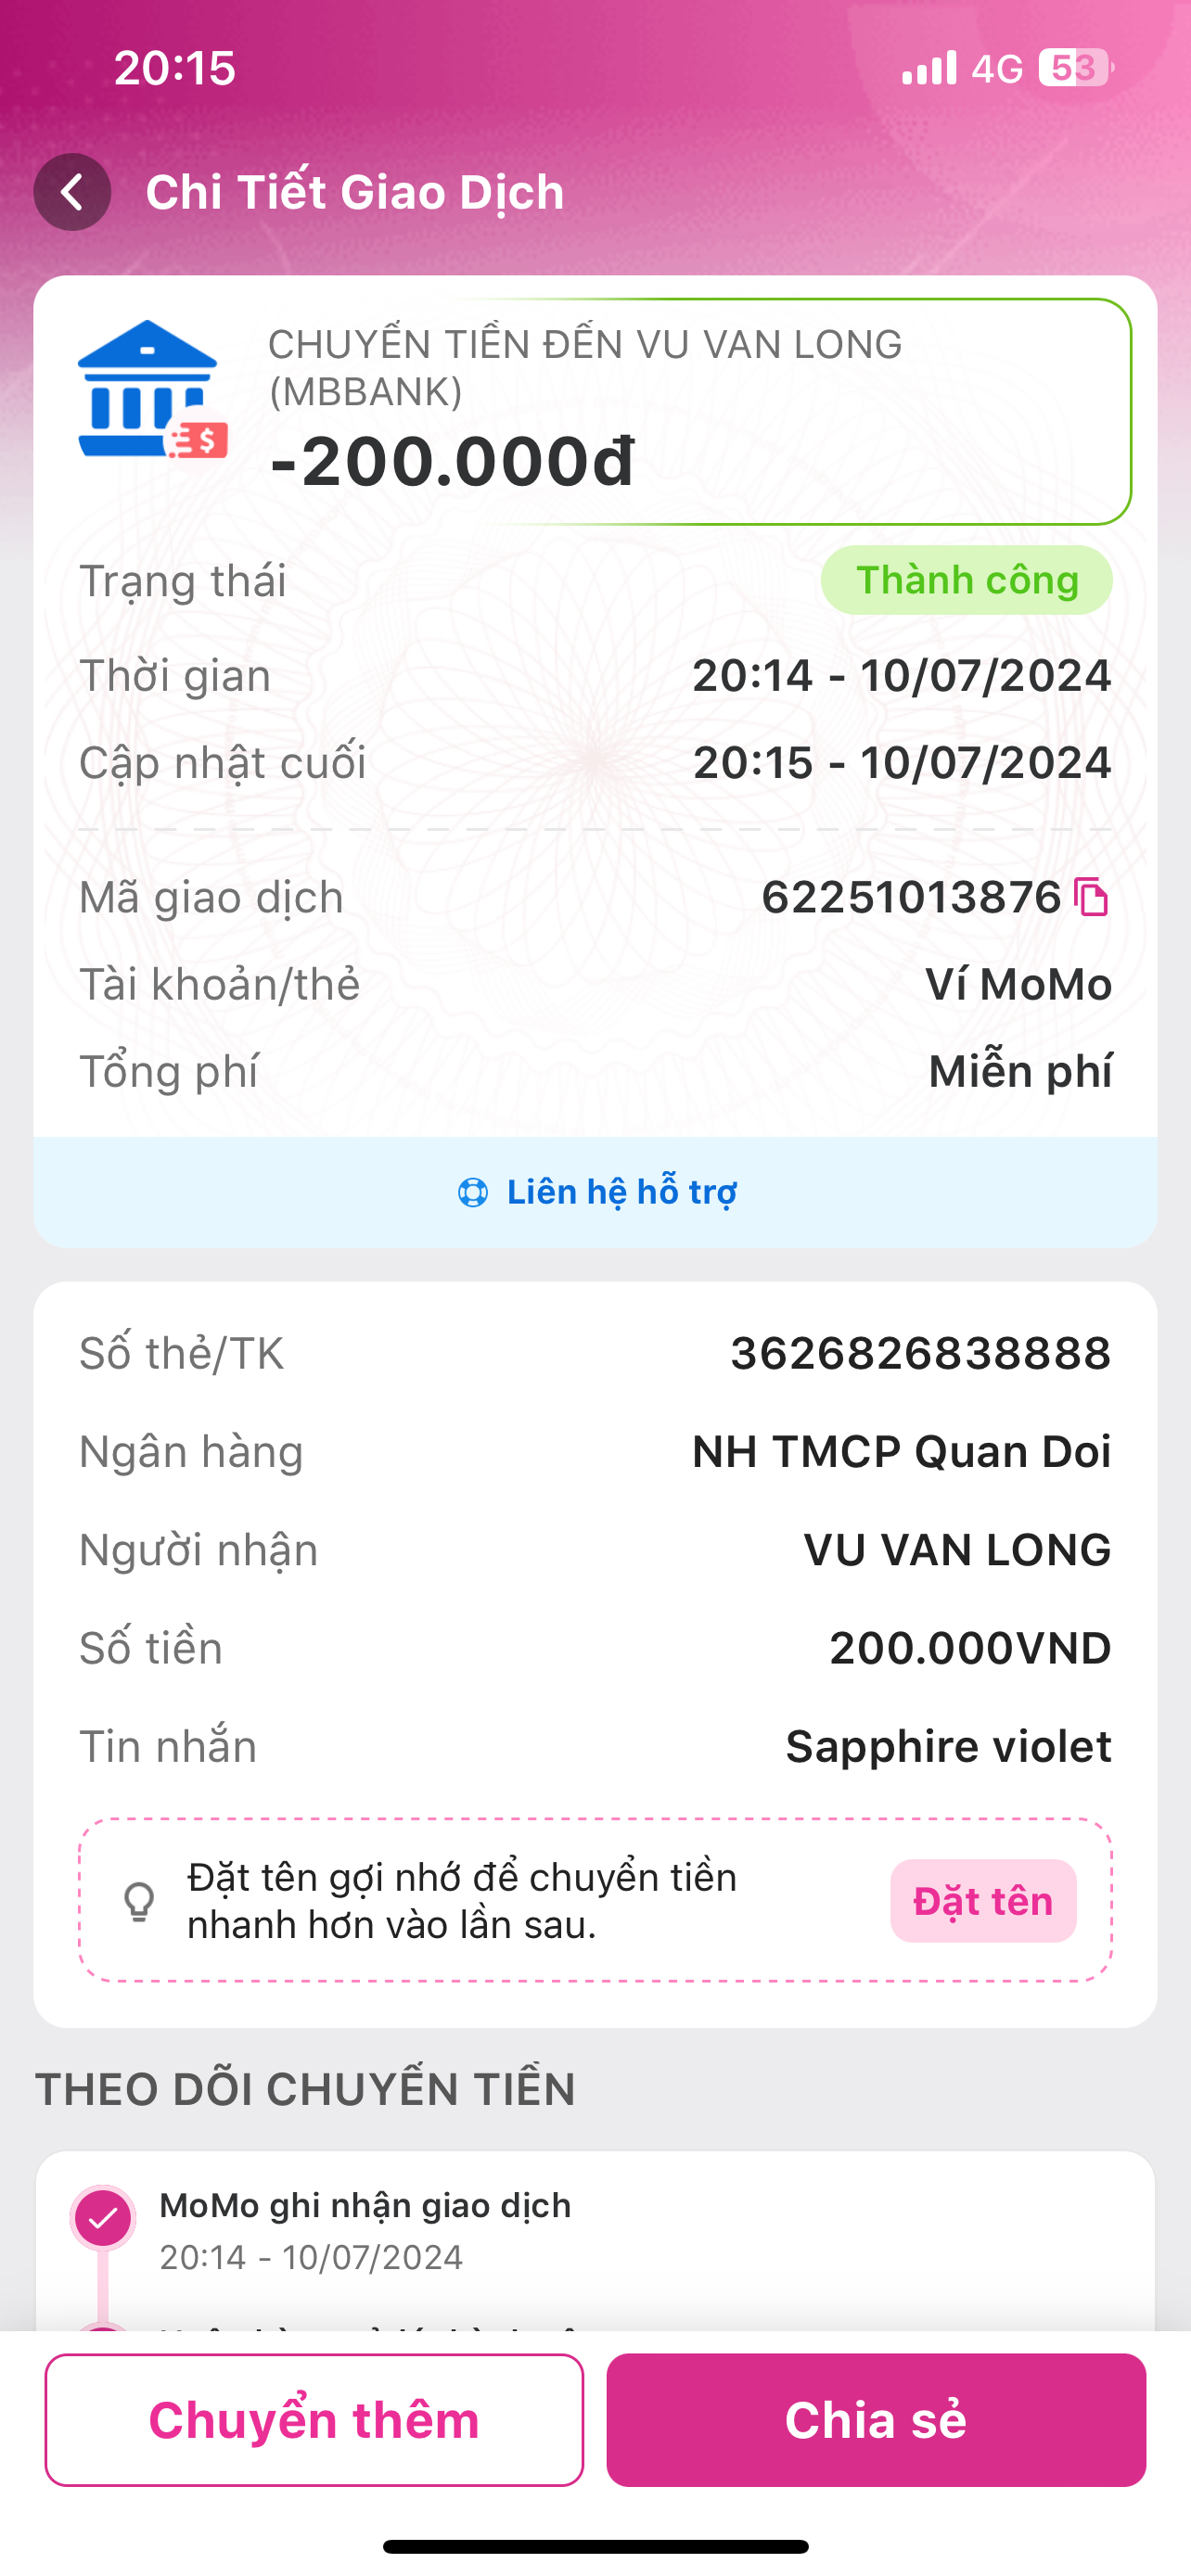 20:15
4G 53
Chi Tiết Giao Dịch
CHUYỂN TIỀN ĐẾN VU VAN LONG
(MBBANK)
-200.000đ
Trạng thái Thành công
Thời gian 20:14 - 10/07/2024
Cập nhật cuối 20:15 - 10/07/2024
Mã giao dịch 62251013876
Tài khoản/thẻ Ví MoMo
Tổng phí Miễn phí
Liên hệ hỗ trợ
Số thẻ/TK 3626826838888
Ngân hàng NH TMCP Quan Doi
Người nhận VU VAN LONG
Số tiền 200.000VND
Tin nhắn Sapphire violet
Đặt tên gợi nhớ để chuyển tiền
nhanh hơn vào lần sau.
Đặt tên
THEO DÕI CHUYỂN TIỀN
MoMo ghi nhận giao dịch
20:14 - 10/07/2024
Chuyển thêm
Chia sẻ